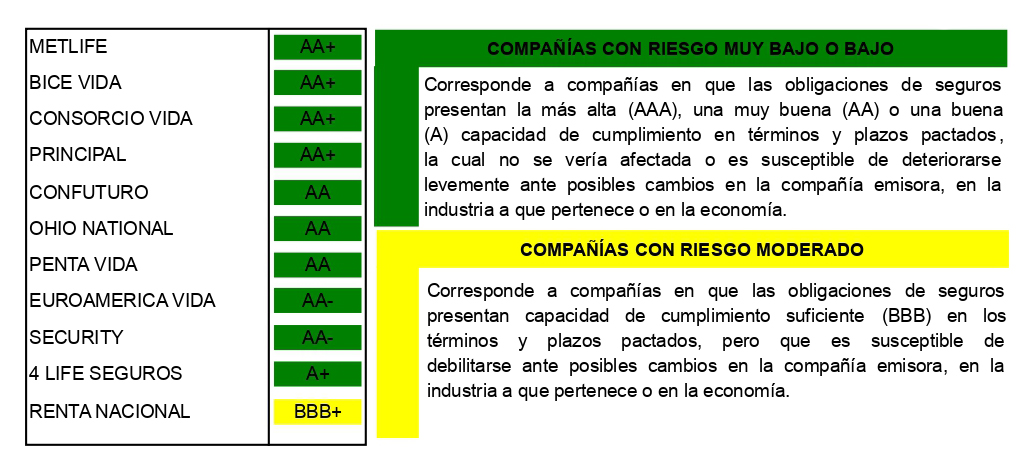 METLIFE AA+
BICE VIDA AA+
CONSORCIO VIDA AA+
PRINCIPAL AA+
CONFUTURO AA
OHIO NATIONAL AA
PENTA VIDA AA
EUROAMERICA VIDA AA-
SECURITY AA-
4 LIFE SEGUROS A+
RENTA NACIONAL BBB+
COMPAÑÍAS CON RIESGO MUY BAJO O BAJO
Corresponde a compañías en que las obligaciones de seguros
presentan la más alta (AAA), una muy buena (AA) o una buena
(A) capacidad de cumplimiento en términos y plazos pactados,
la cual no se vería afectada o es susceptible de deteriorarse
levemente ante posibles cambios en la compañía emisora, en la
industria a que pertenece o en la economía.
COMPAÑÍAS CON RIESGO MODERADO
Corresponde a compañías en que las obligaciones de seguros
presentan capacidad de cumplimiento suficiente (BBB) en los
términos y plazos pactados, pero que es susceptible de
debilitarse ante posibles cambios en la compañía emisora, en la
industria a que pertenece o en la economía.